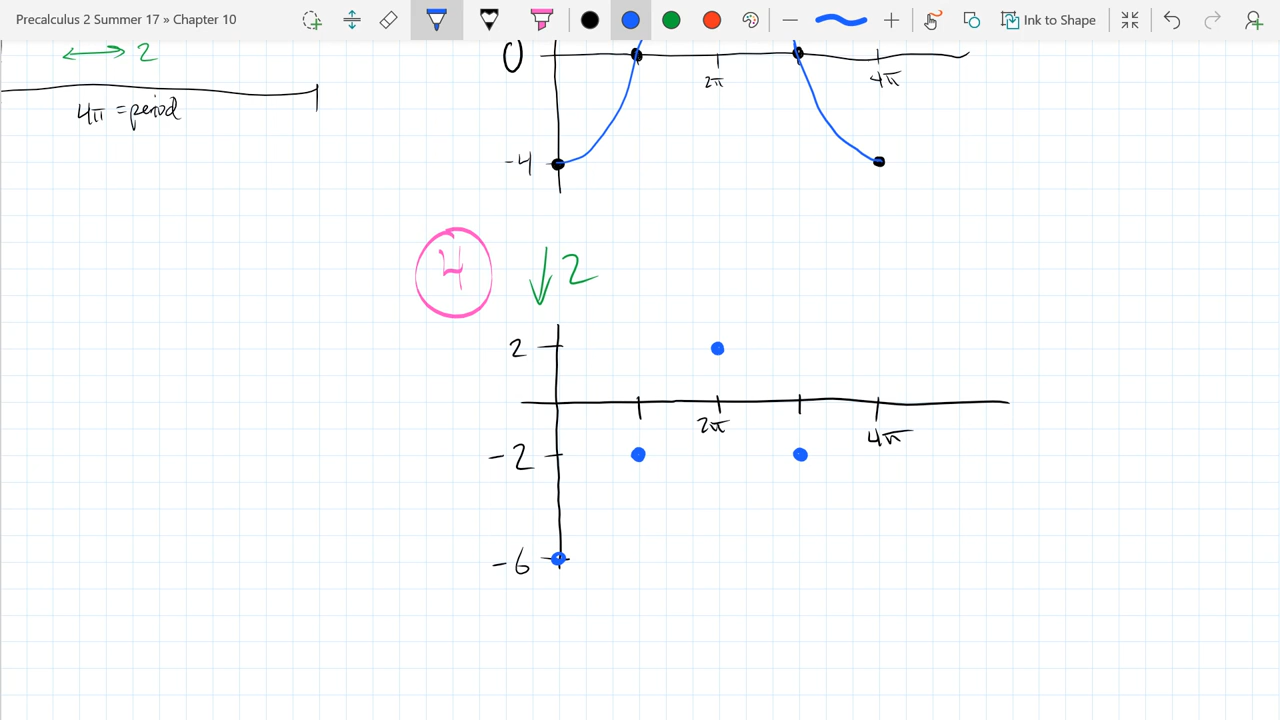 Precalculus 2 Summer 17 » Chapter 10
Ink to Shape
2
4π = period
0
2π
4π
-4
4
↓2
2
2π
4π
-2
-6